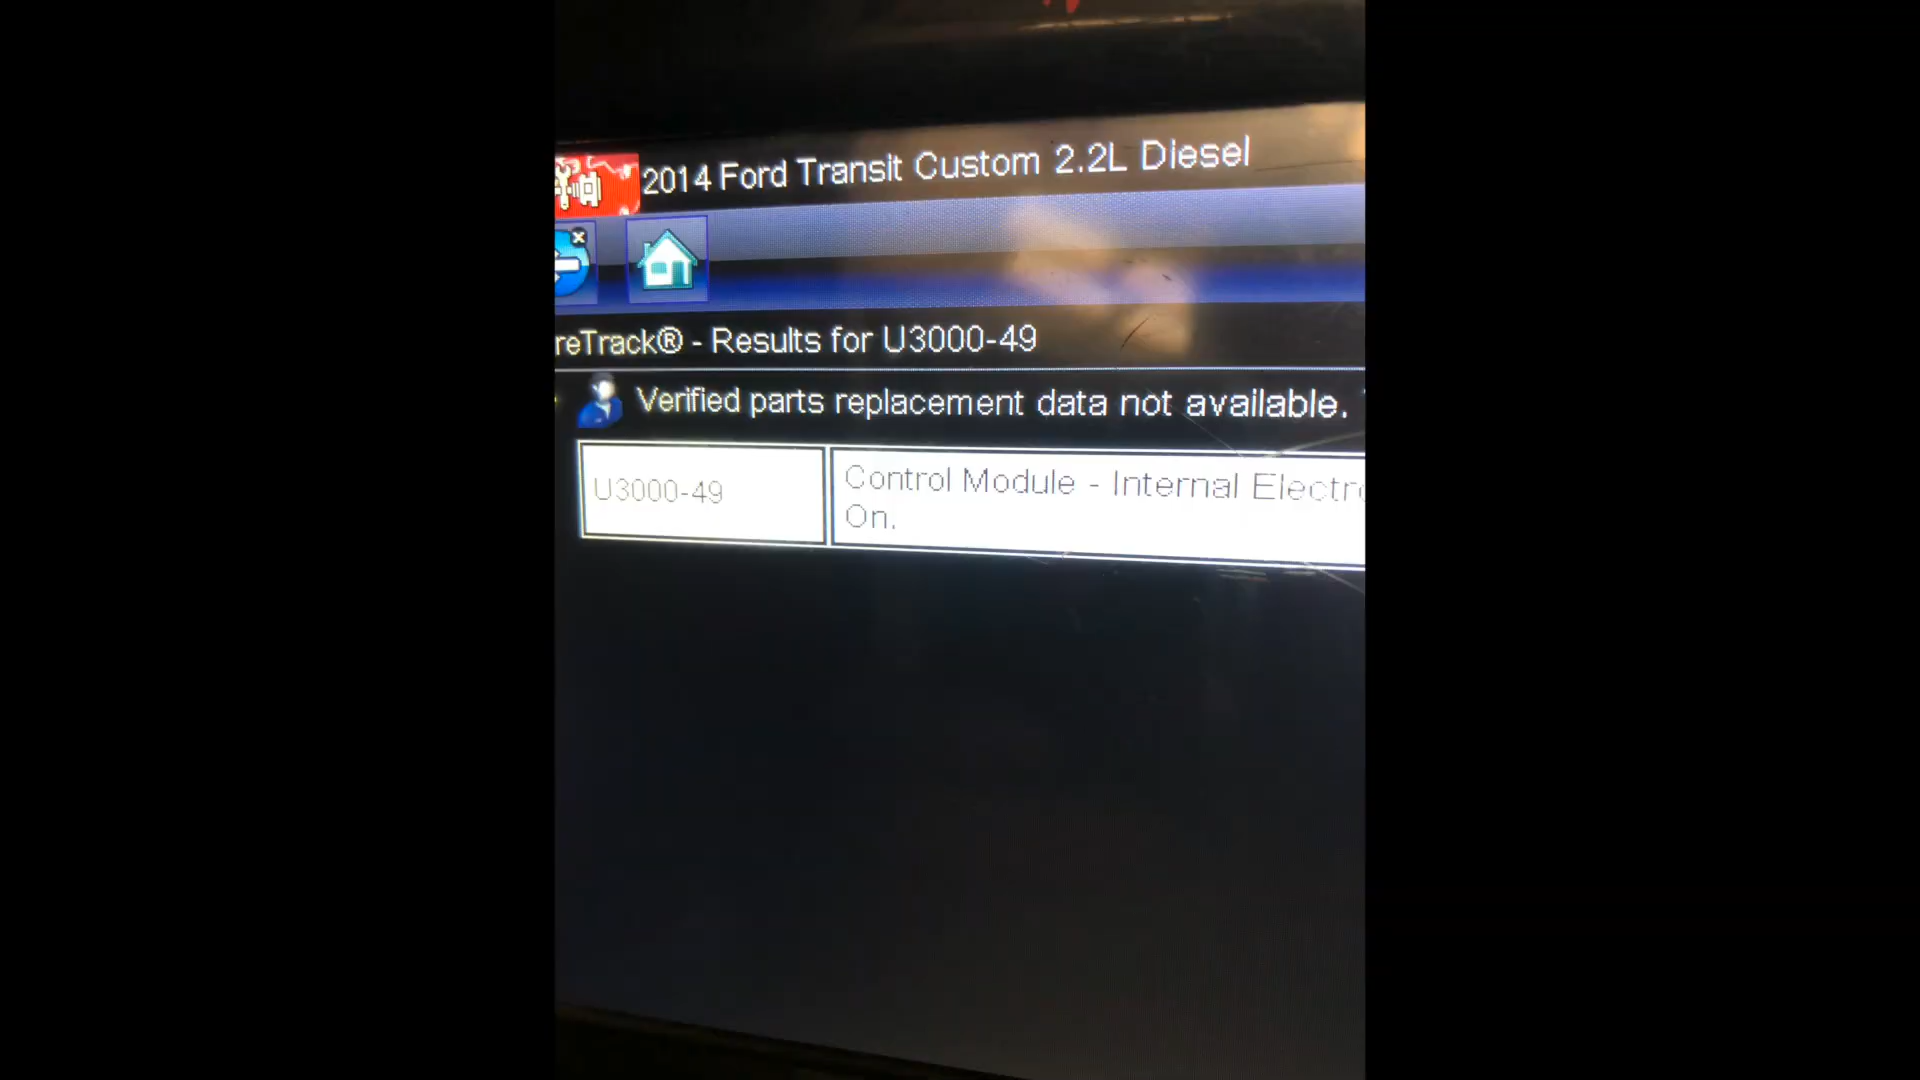 2014 Ford Transit Custom 2.2L Diesel
reTrack® - Results for U3000-49
Verified parts replacement data not available.
U3000-49
Control Module - Internal Electr
On.